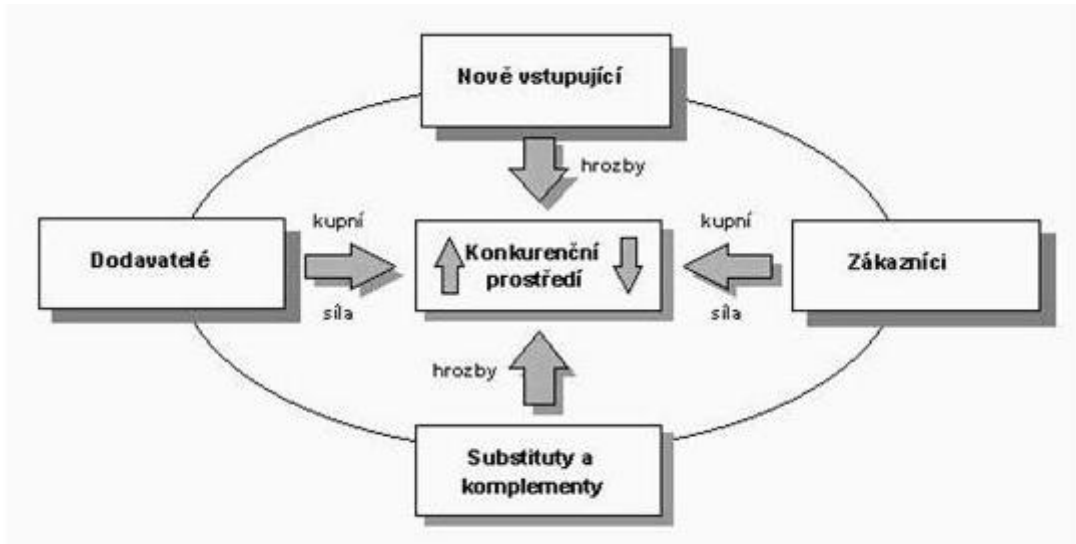 Nově vstupující
hrozby
kupní
síla
Dodavatelé
Konkurenční
prostředí
kupní
síla
Zákazníci
hrozby
Substituty a
komplementy